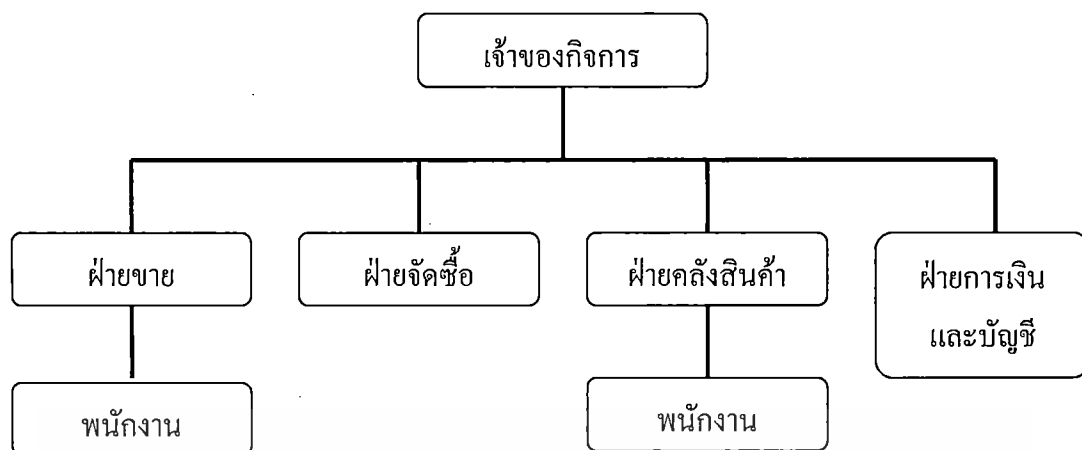 เจ้าของกิจการ
ฝ่ายขาย
ฝ่ายจัดซื้อ
ฝ่ายคลังสินค้า
ฝ่ายการเงิน
และบัญชี
พนักงาน
พนักงาน